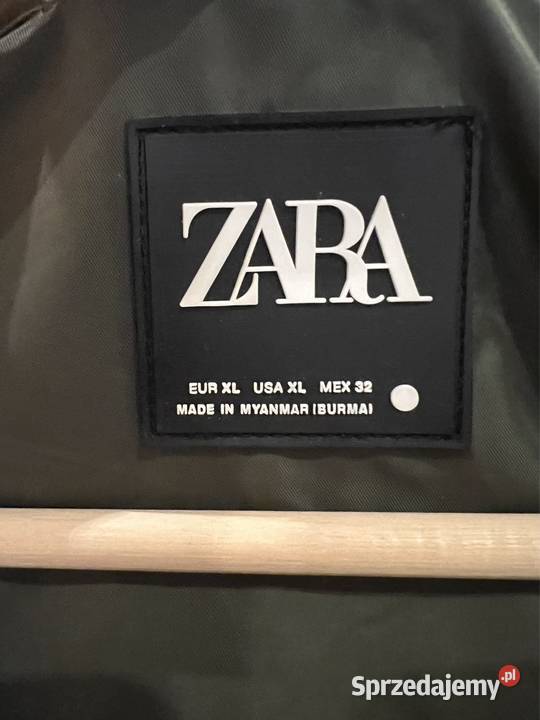 ZARA
EUR XL USA XL MEX 32
MADE IN MYANMAR (BURMA)
Sprzedajemy.pl